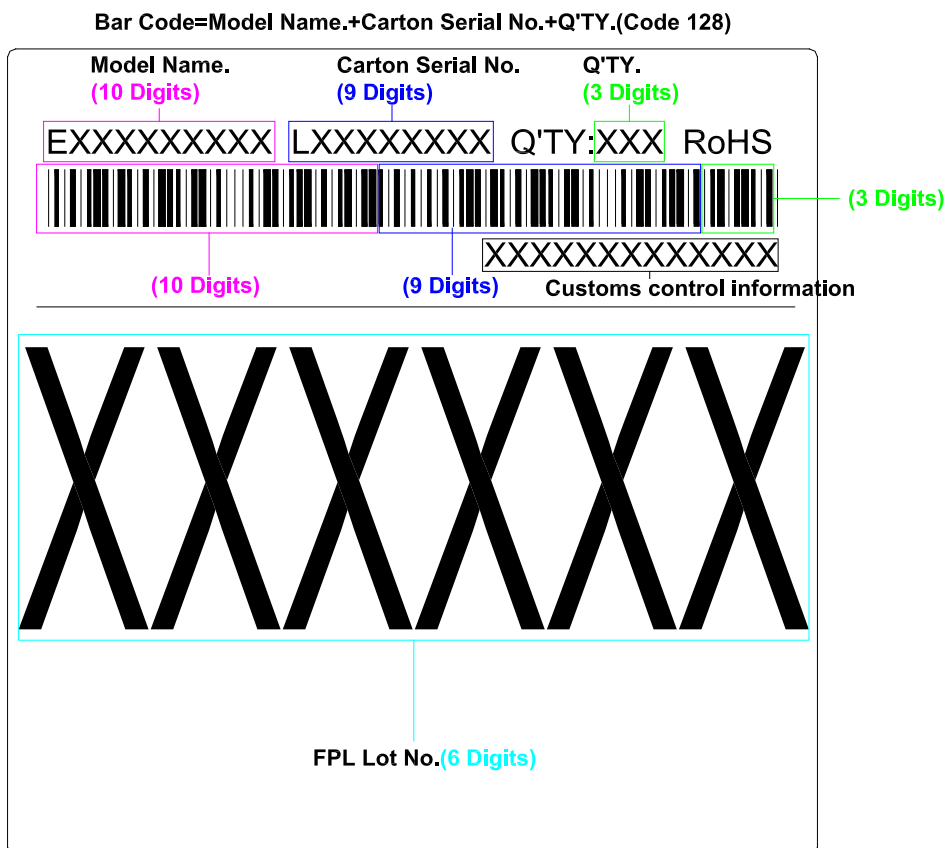 Bar Code=Model Name.+Carton Serial No.+Q'TY.(Code 128)
Model Name. Carton Serial No. Q'TY.
(10 Digits) (9 Digits) (3 Digits)
EXXXXXXXXX LXXXXXXXX Q'TY:XXX RoHS
(3 Digits)
XXXXXXXXXXXXX
(10 Digits) (9 Digits) Customs control information
XXXXXX
FPL Lot No.(6 Digits)